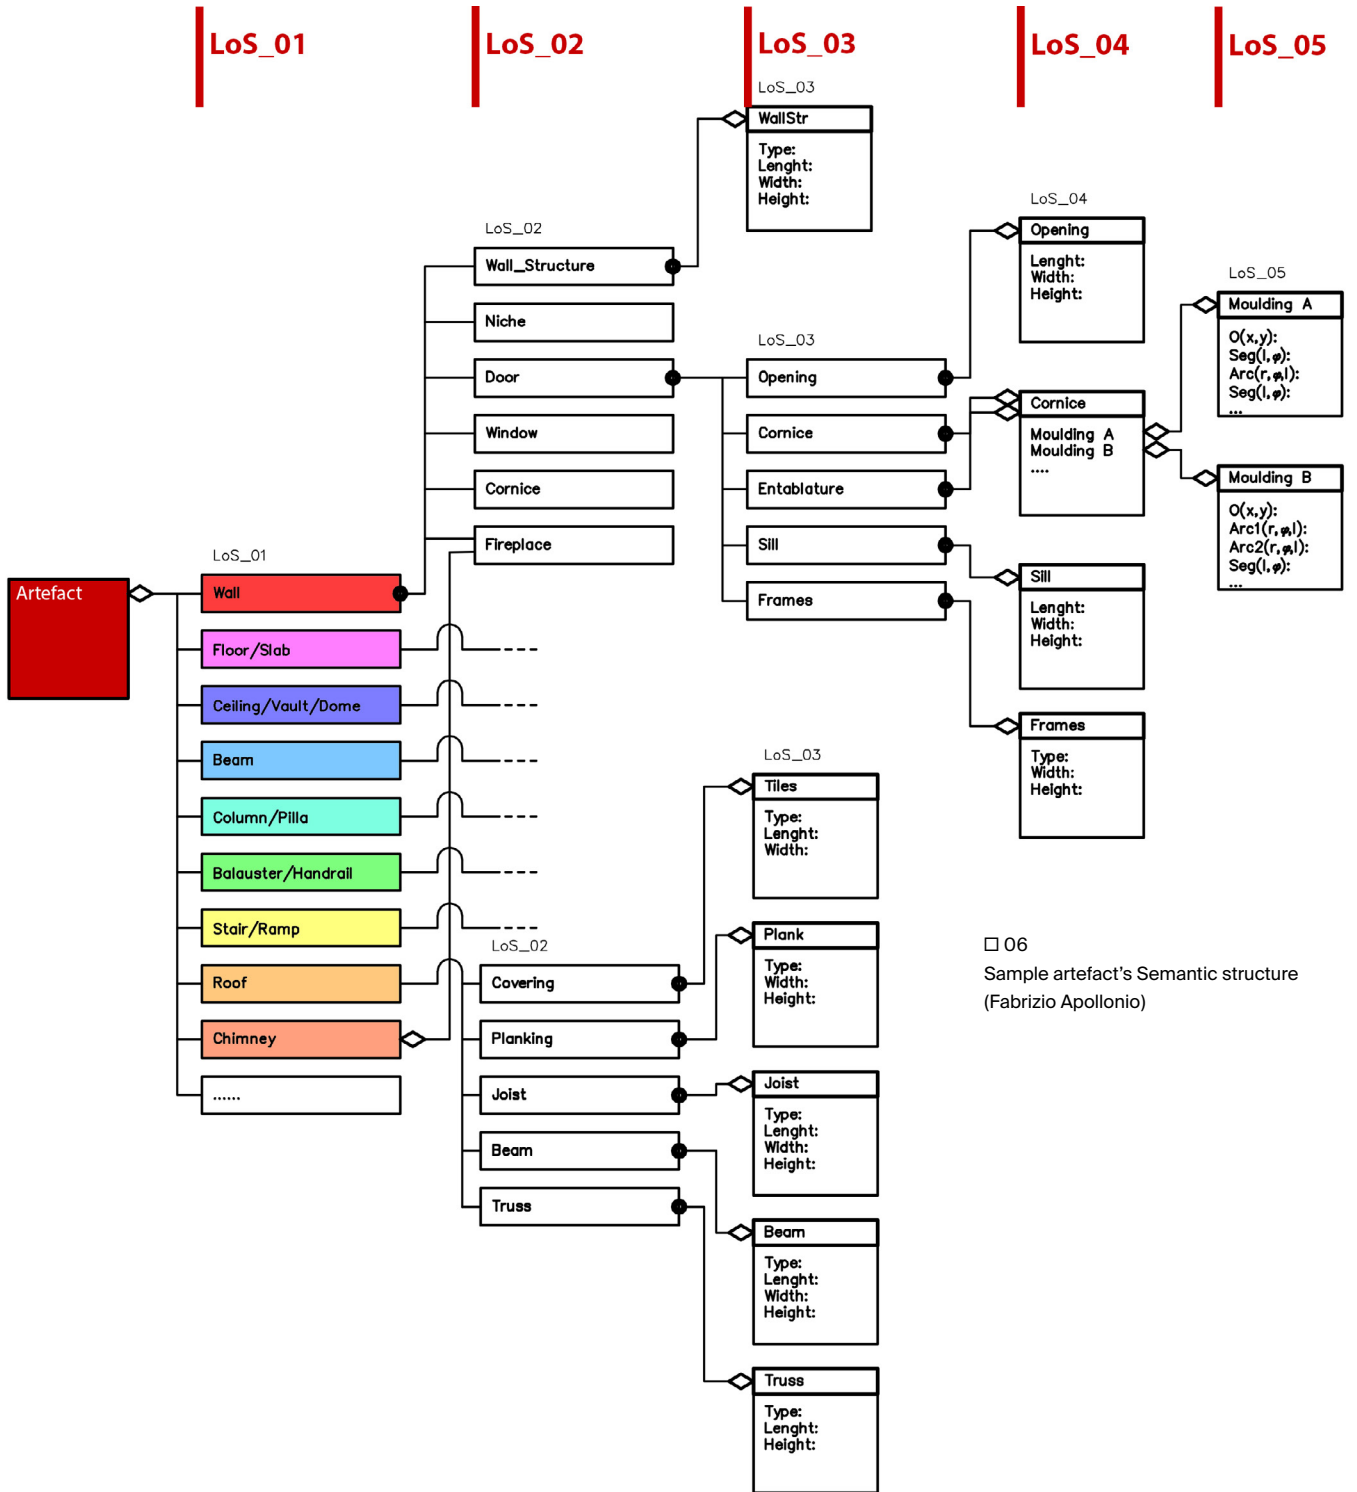 LoS_01
LoS_02
LoS_03
LoS_04
LoS_05
LoS_03
WallStr
Type:
Lenght:
Width:
Height:
LoS_02
Wall_Structure
Niche
Door
Window
Cornice
Fireplace
LoS_03
Opening
Cornice
Entablature
Sill
Frames
LoS_04
Opening
Lenght:
Width:
Height:
Cornice
Moulding A
Moulding B
....
Sill
Lenght:
Width:
Height:
Frames
Type:
Width:
Height:
LoS_05
Moulding A
O(x,y):
Seg(l,φ):
Arc(r,φ,l):
Seg(l,φ):
...
Moulding B
O(x,y):
Arc1(r,φ,l):
Arc2(r,φ,l):
Seg(l,φ):
...
Artefact
LoS_01
Wall
Floor/Slab
Ceiling/Vault/Dome
Beam
Column/Pilla
Balauster/Handrail
Stair/Ramp
Roof
Chimney
......
LoS_02
Covering
Planking
Joist
Beam
Truss
LoS_03
Tiles
Type:
Lenght:
Width:
Plank
Type:
Width:
Height:
Joist
Type:
Lenght:
Width:
Height:
Beam
Type:
Lenght:
Width:
Height:
Truss
Type:
Lenght:
Height:
☐ 06
Sample artefact’s Semantic structure
(Fabrizio Apollonio)